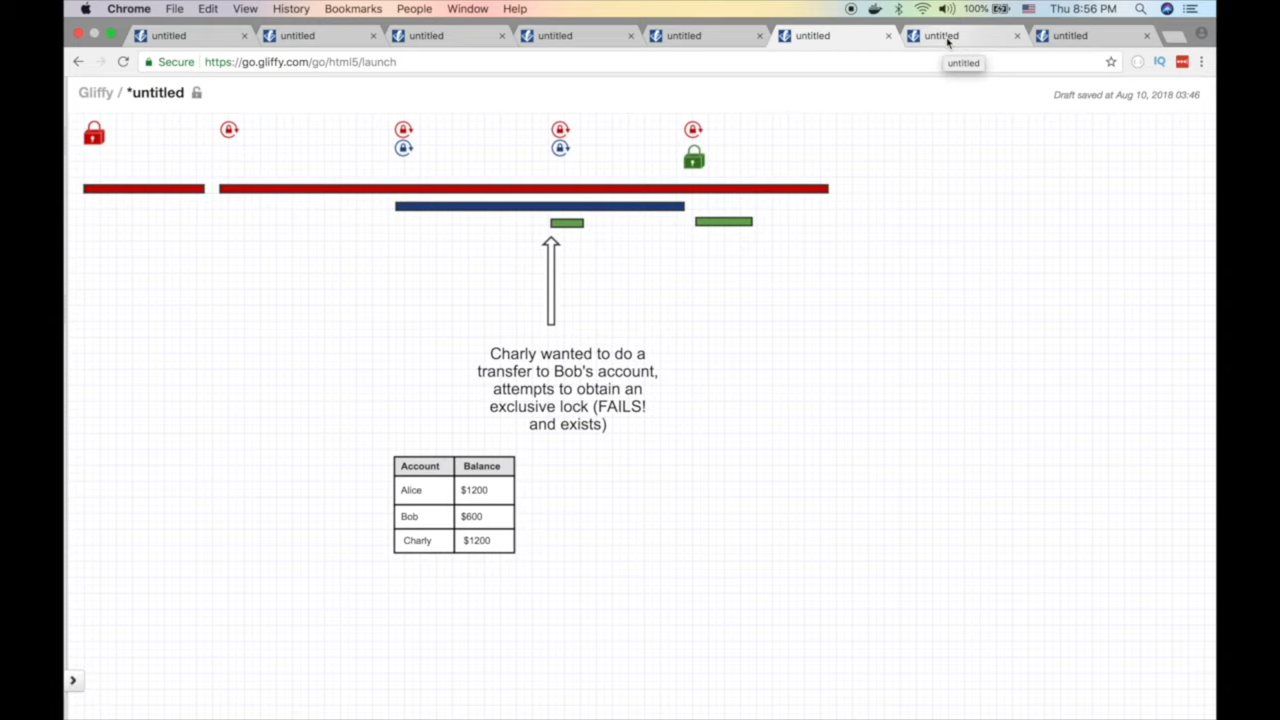 Chrome File Edit View History Bookmarks People Window Help 100% Thu 8:56 PM
untitled untitled untitled untitled untitled untitled untitled untitled
Secure https://go.gliffy.com/go/html5/launch IQ
untitled
Gliffy / *untitled
Draft saved at Aug 10, 2018 03:46
Charly wanted to do a
transfer to Bob's account,
attempts to obtain an
exclusive lock (FAILS!
and exists)
Account Balance
Alice $1200
Bob $600
Charly $1200